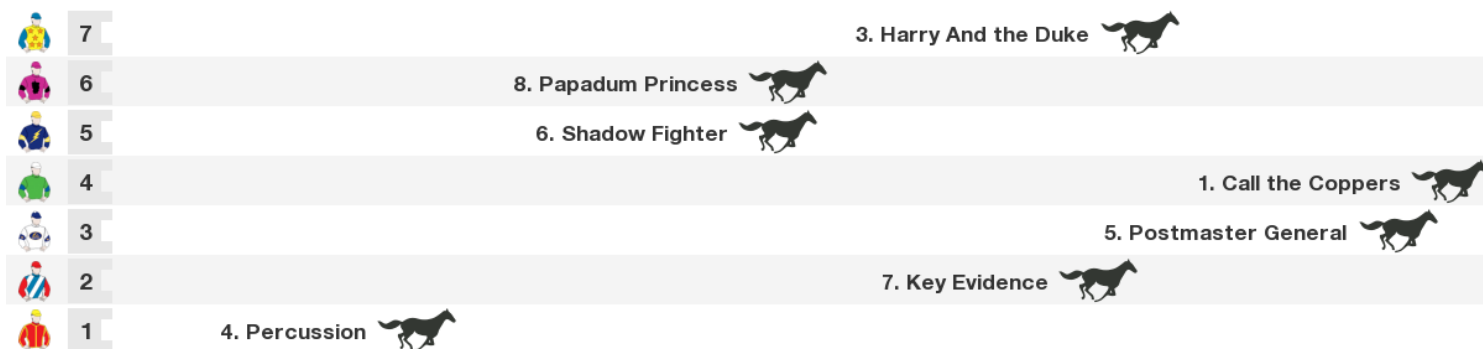 7 3. Harry And the Duke
6 8. Papadum Princess
5 6. Shadow Fighter
4 1. Call the Coppers
3 5. Postmaster General
2 7. Key Evidence
1 4. Percussion